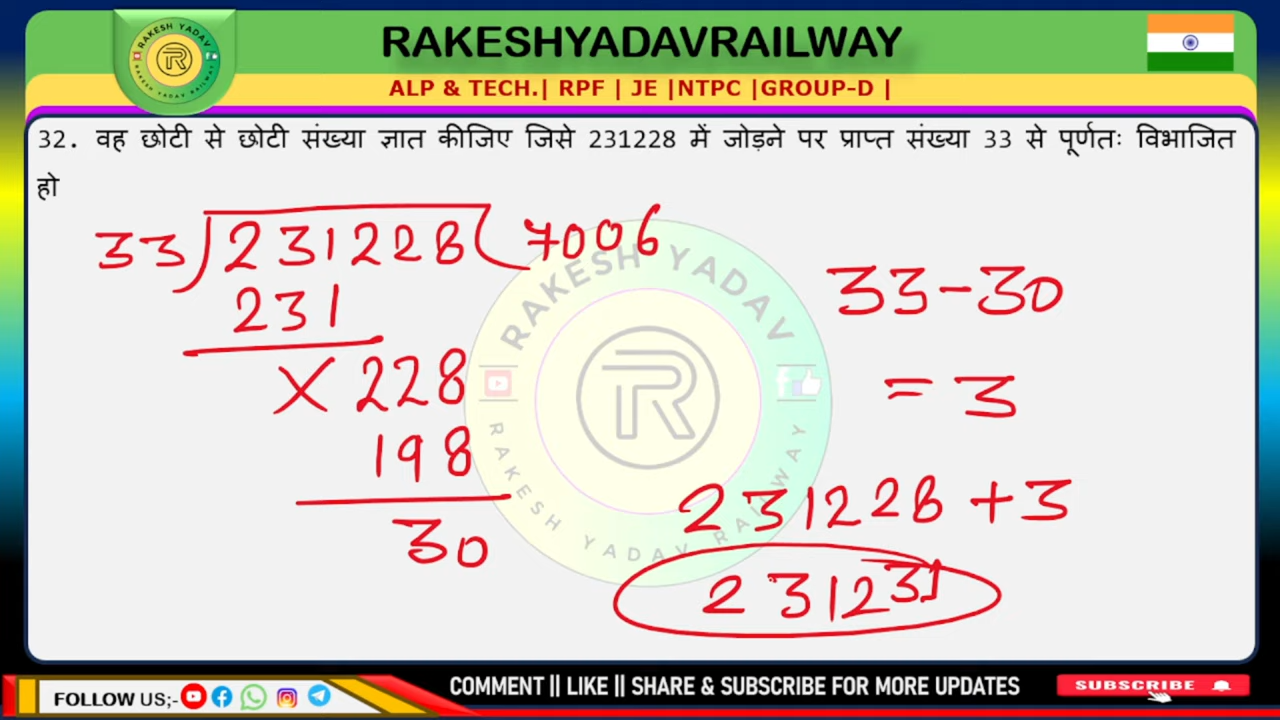 RAKESHYADAVRAILWAY
ALP & TECH.| RPF | JE |NTPC |GROUP-D |
32. वह छोटी से छोटी संख्या ज्ञात कीजिए जिसे 231228 में जोड़ने पर प्राप्त संख्या 33 से पूर्णतः विभाजित
हो
33)231228(7006
231
×228
198
30
33-30
= 3
231228 +3
231231
RAKESH YADAV
RAKESH YADAV RAILWAY
FOLLOW US;-
COMMENT || LIKE || SHARE & SUBSCRIBE FOR MORE UPDATES
SUBSCRIBE